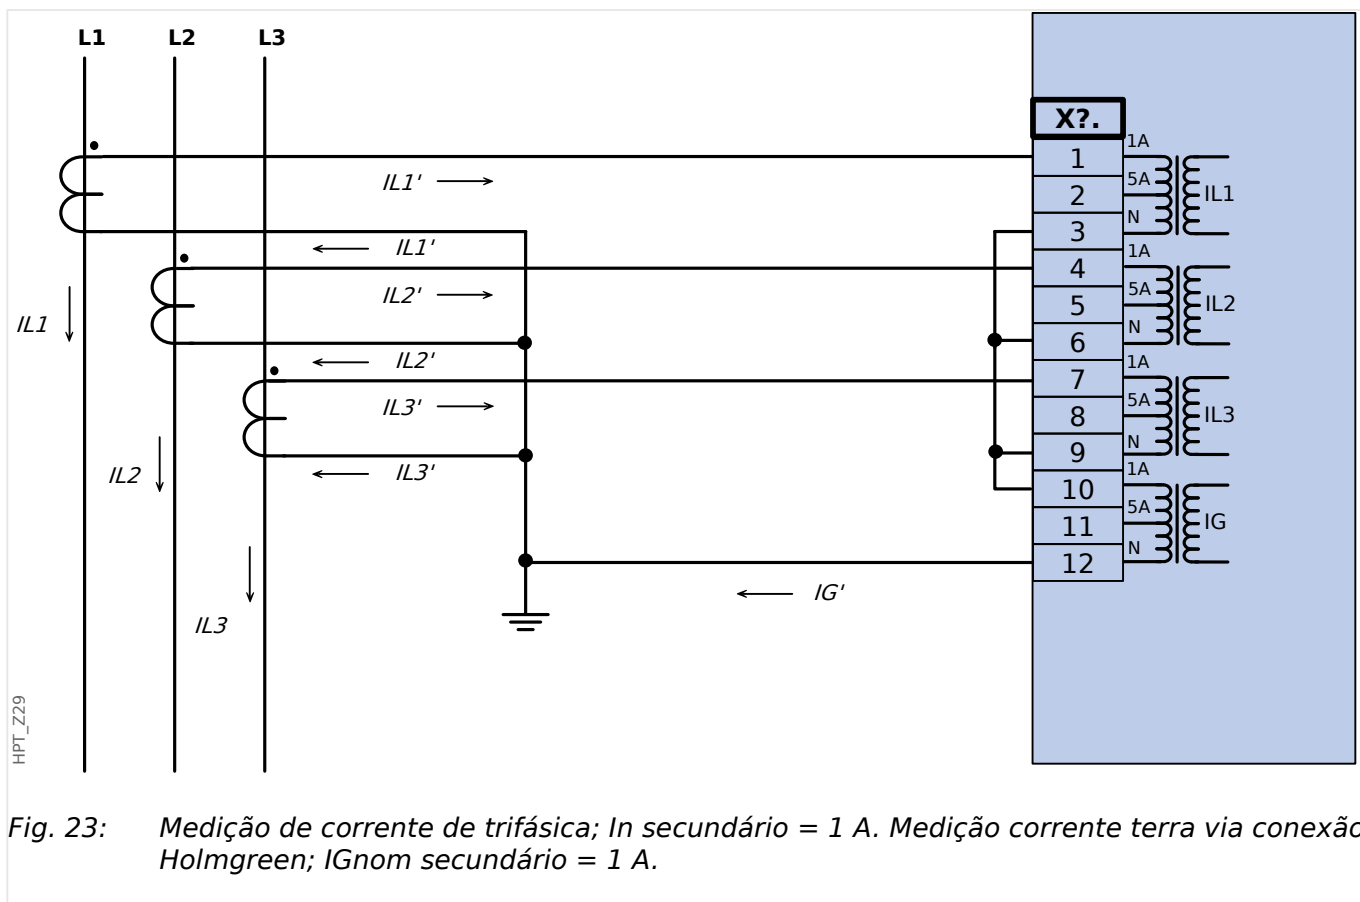 L1 L2 L3
X?.
1 1A
IL1' 5A
2 IL1
N
3
IL1' 1A
4
IL2' 5A
5 IL2
IL1 N
6
IL2' 1A
7
IL3' 5A
8 IL3
N
9
IL2 IL3' 1A
10
5A
11 IG
N
12
IG'
IL3
HPT_Z29
Fig. 23: Medição de corrente de trifásica; In secundário = 1 A. Medição corrente terra via conexão
Holmgreen; IGnom secundário = 1 A.